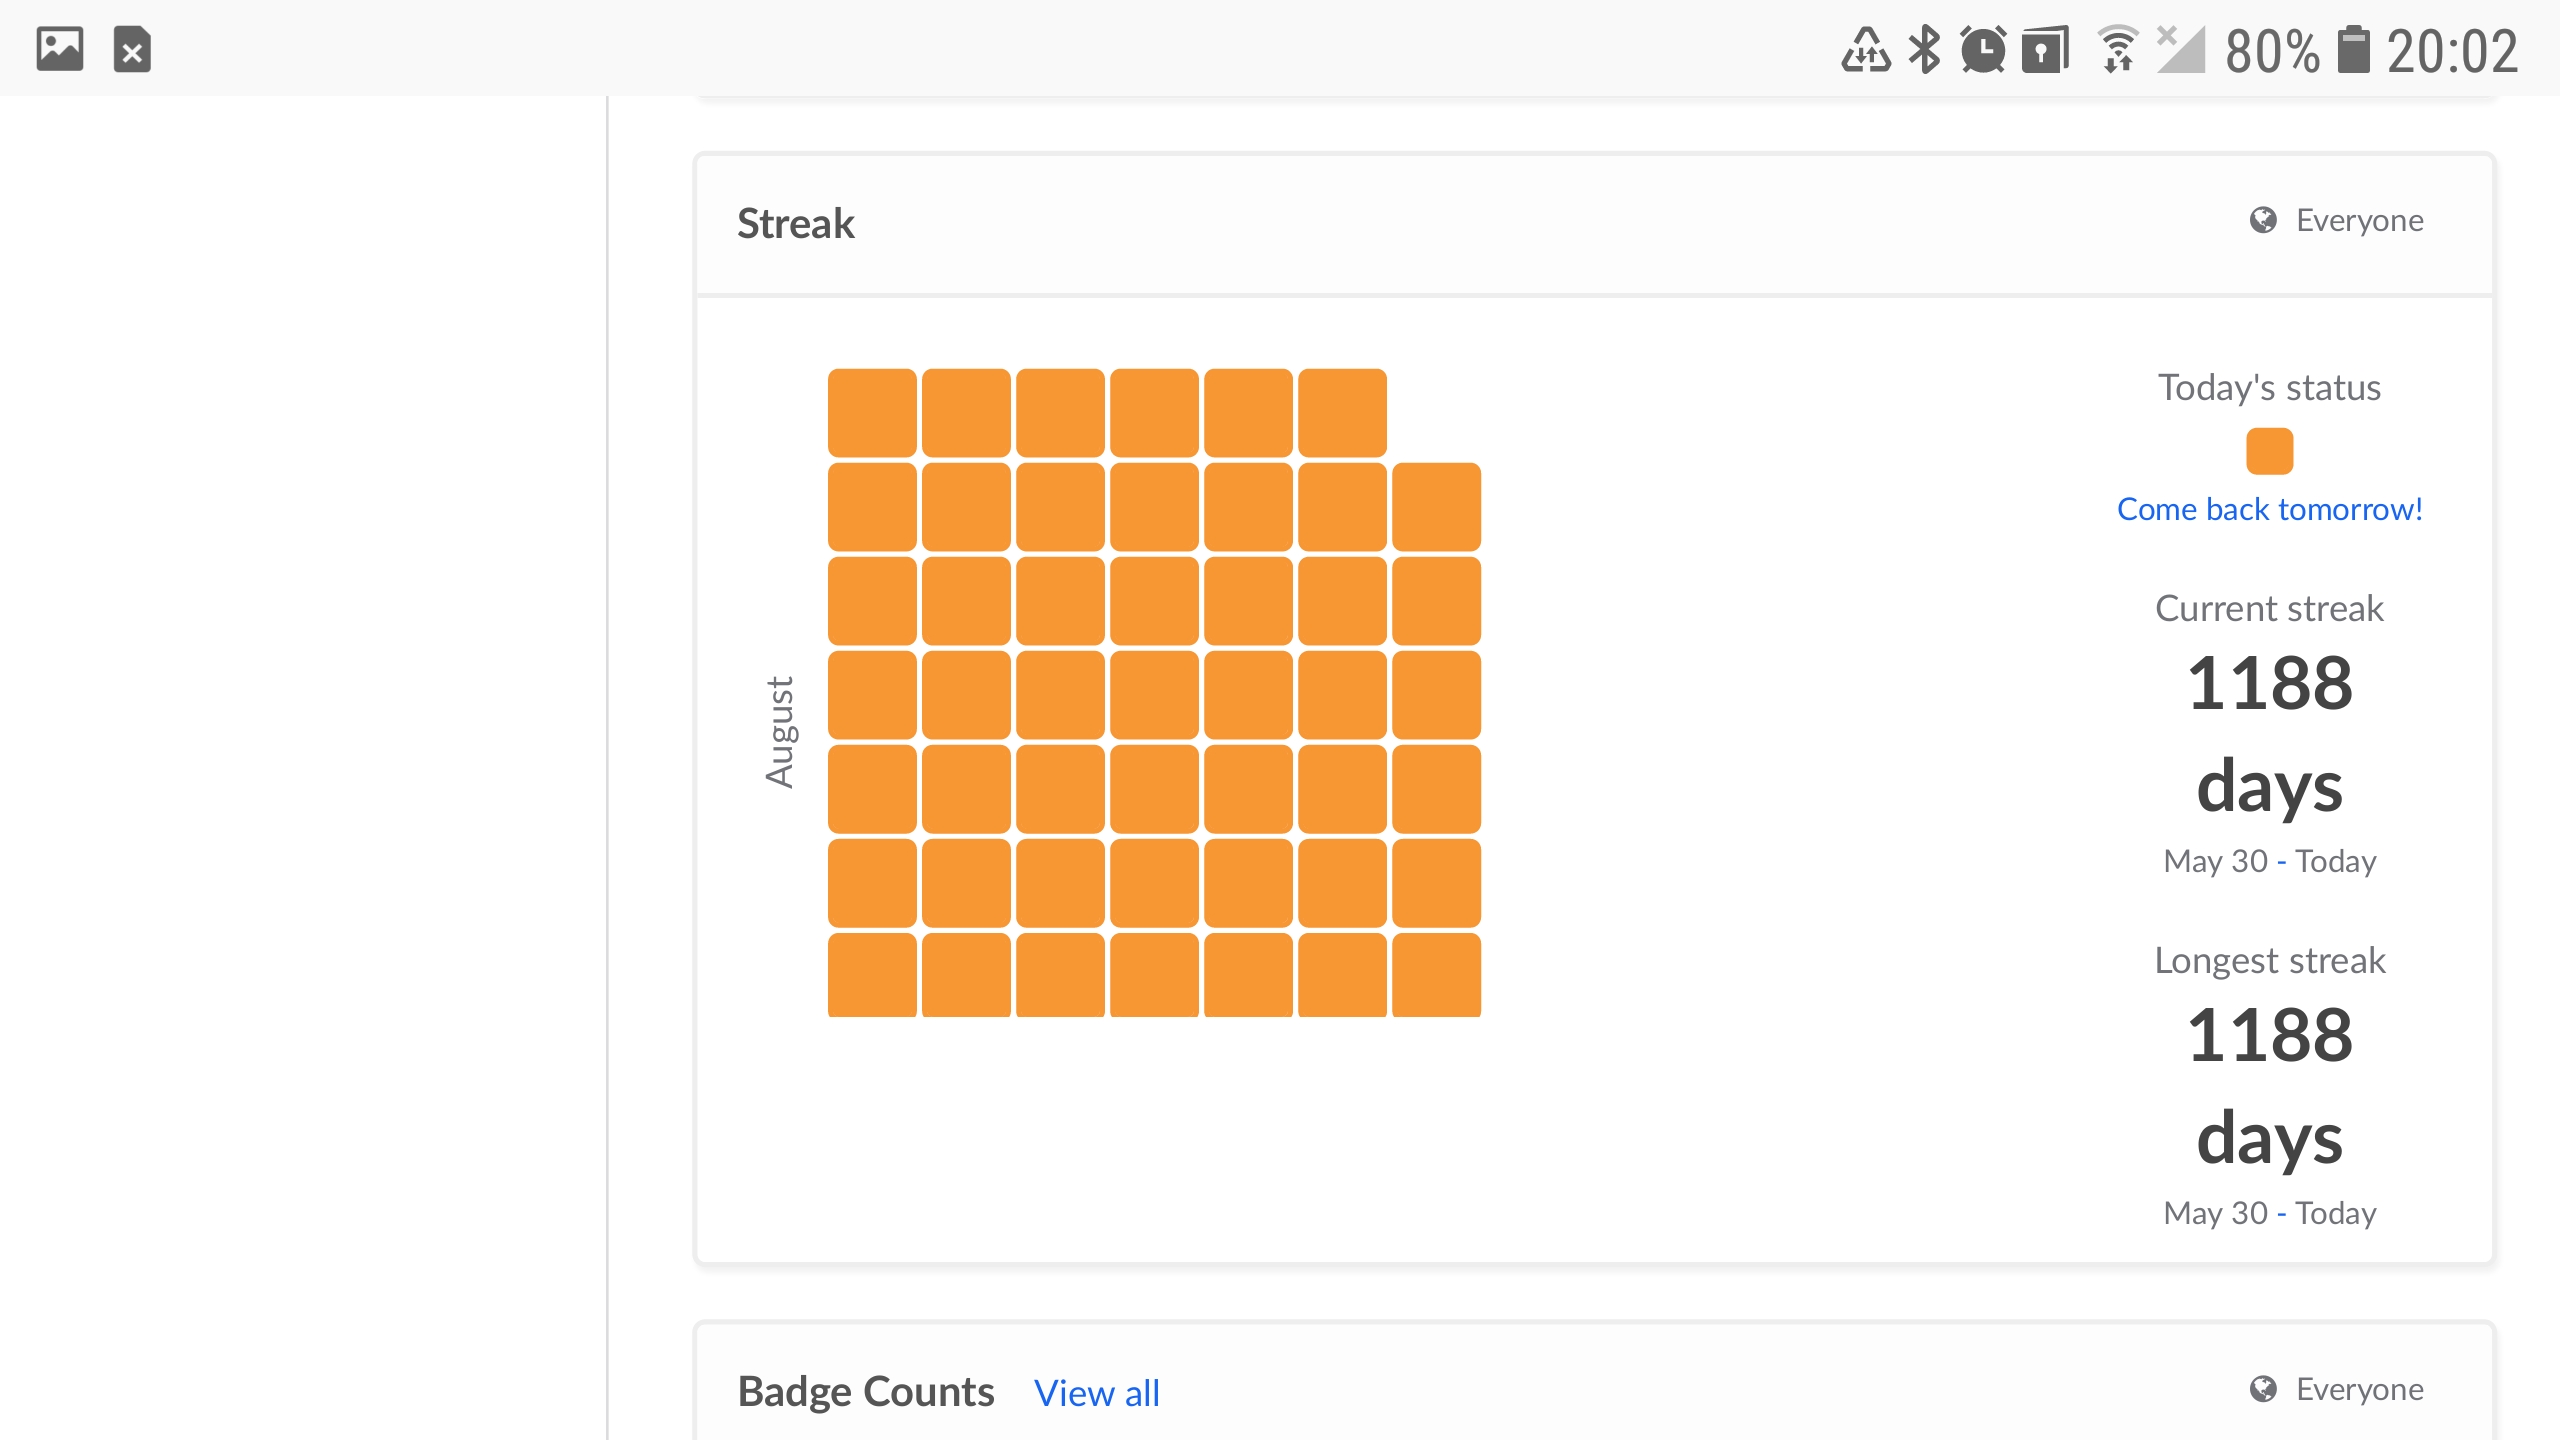 80% 20:02
Streak
Everyone
August
Today's status
Come back tomorrow!
Current streak
1188
days
May 30 - Today
Longest streak
1188
days
May 30 - Today
Badge Counts View all
Everyone